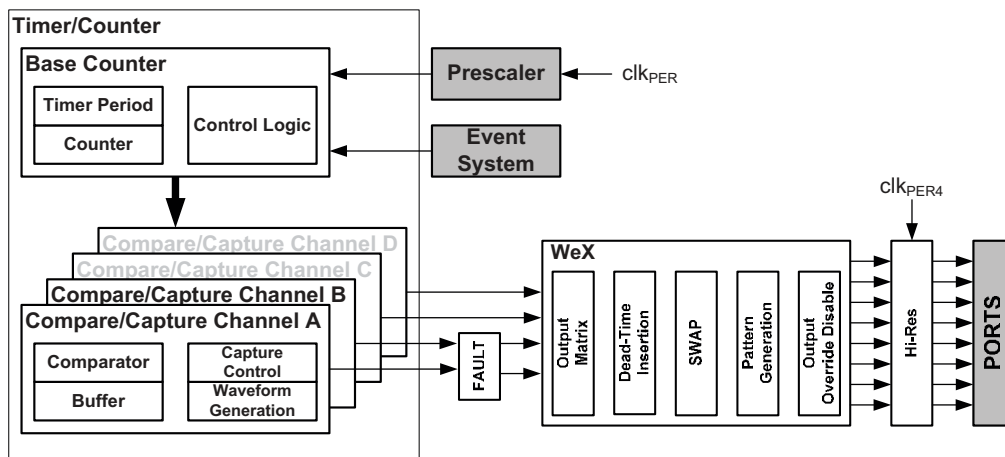 Timer/Counter
Base Counter
Timer Period
Counter
Control Logic
Prescaler
clkPER
Event
System
clkPER4
Compare/Capture Channel D
Compare/Capture Channel C
Compare/Capture Channel B
Compare/Capture Channel A
Comparator
Buffer
Capture
Control
Waveform
Generation
FAULT
WeX
Output
Matrix
Dead-Time
Insertion
SWAP
Pattern
Generation
Output
Override Disable
Hi-Res
PORTS